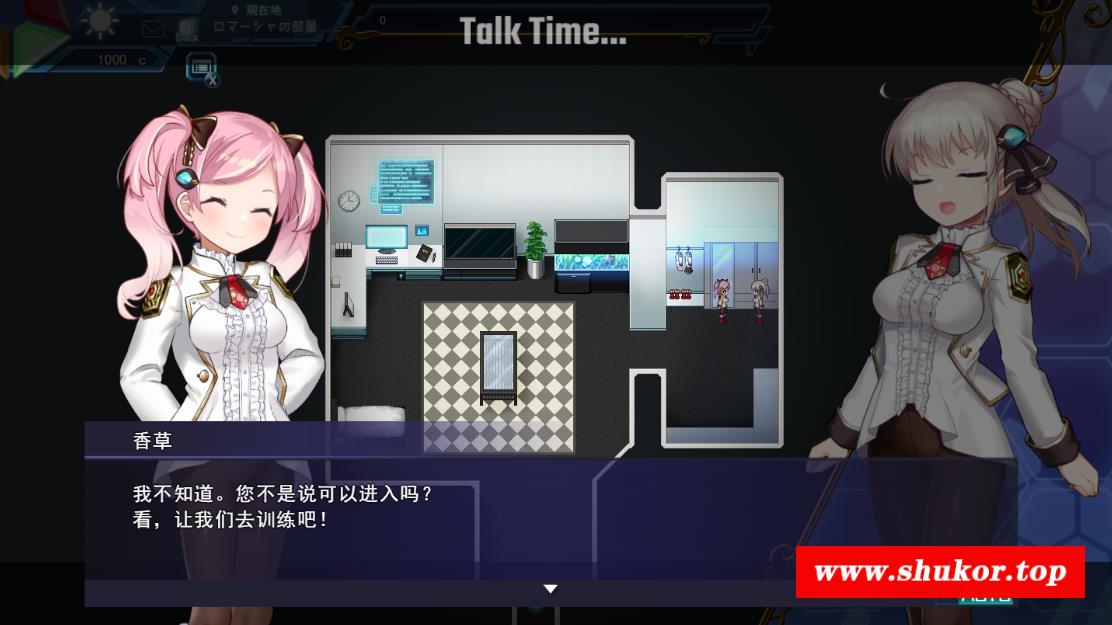 Talk Time...
現在地
ロマーシャの部屋
0
1000 c
X
香草
我不知道。您不是说可以进入吗？
看，让我们去训练吧！
www.shukor.top